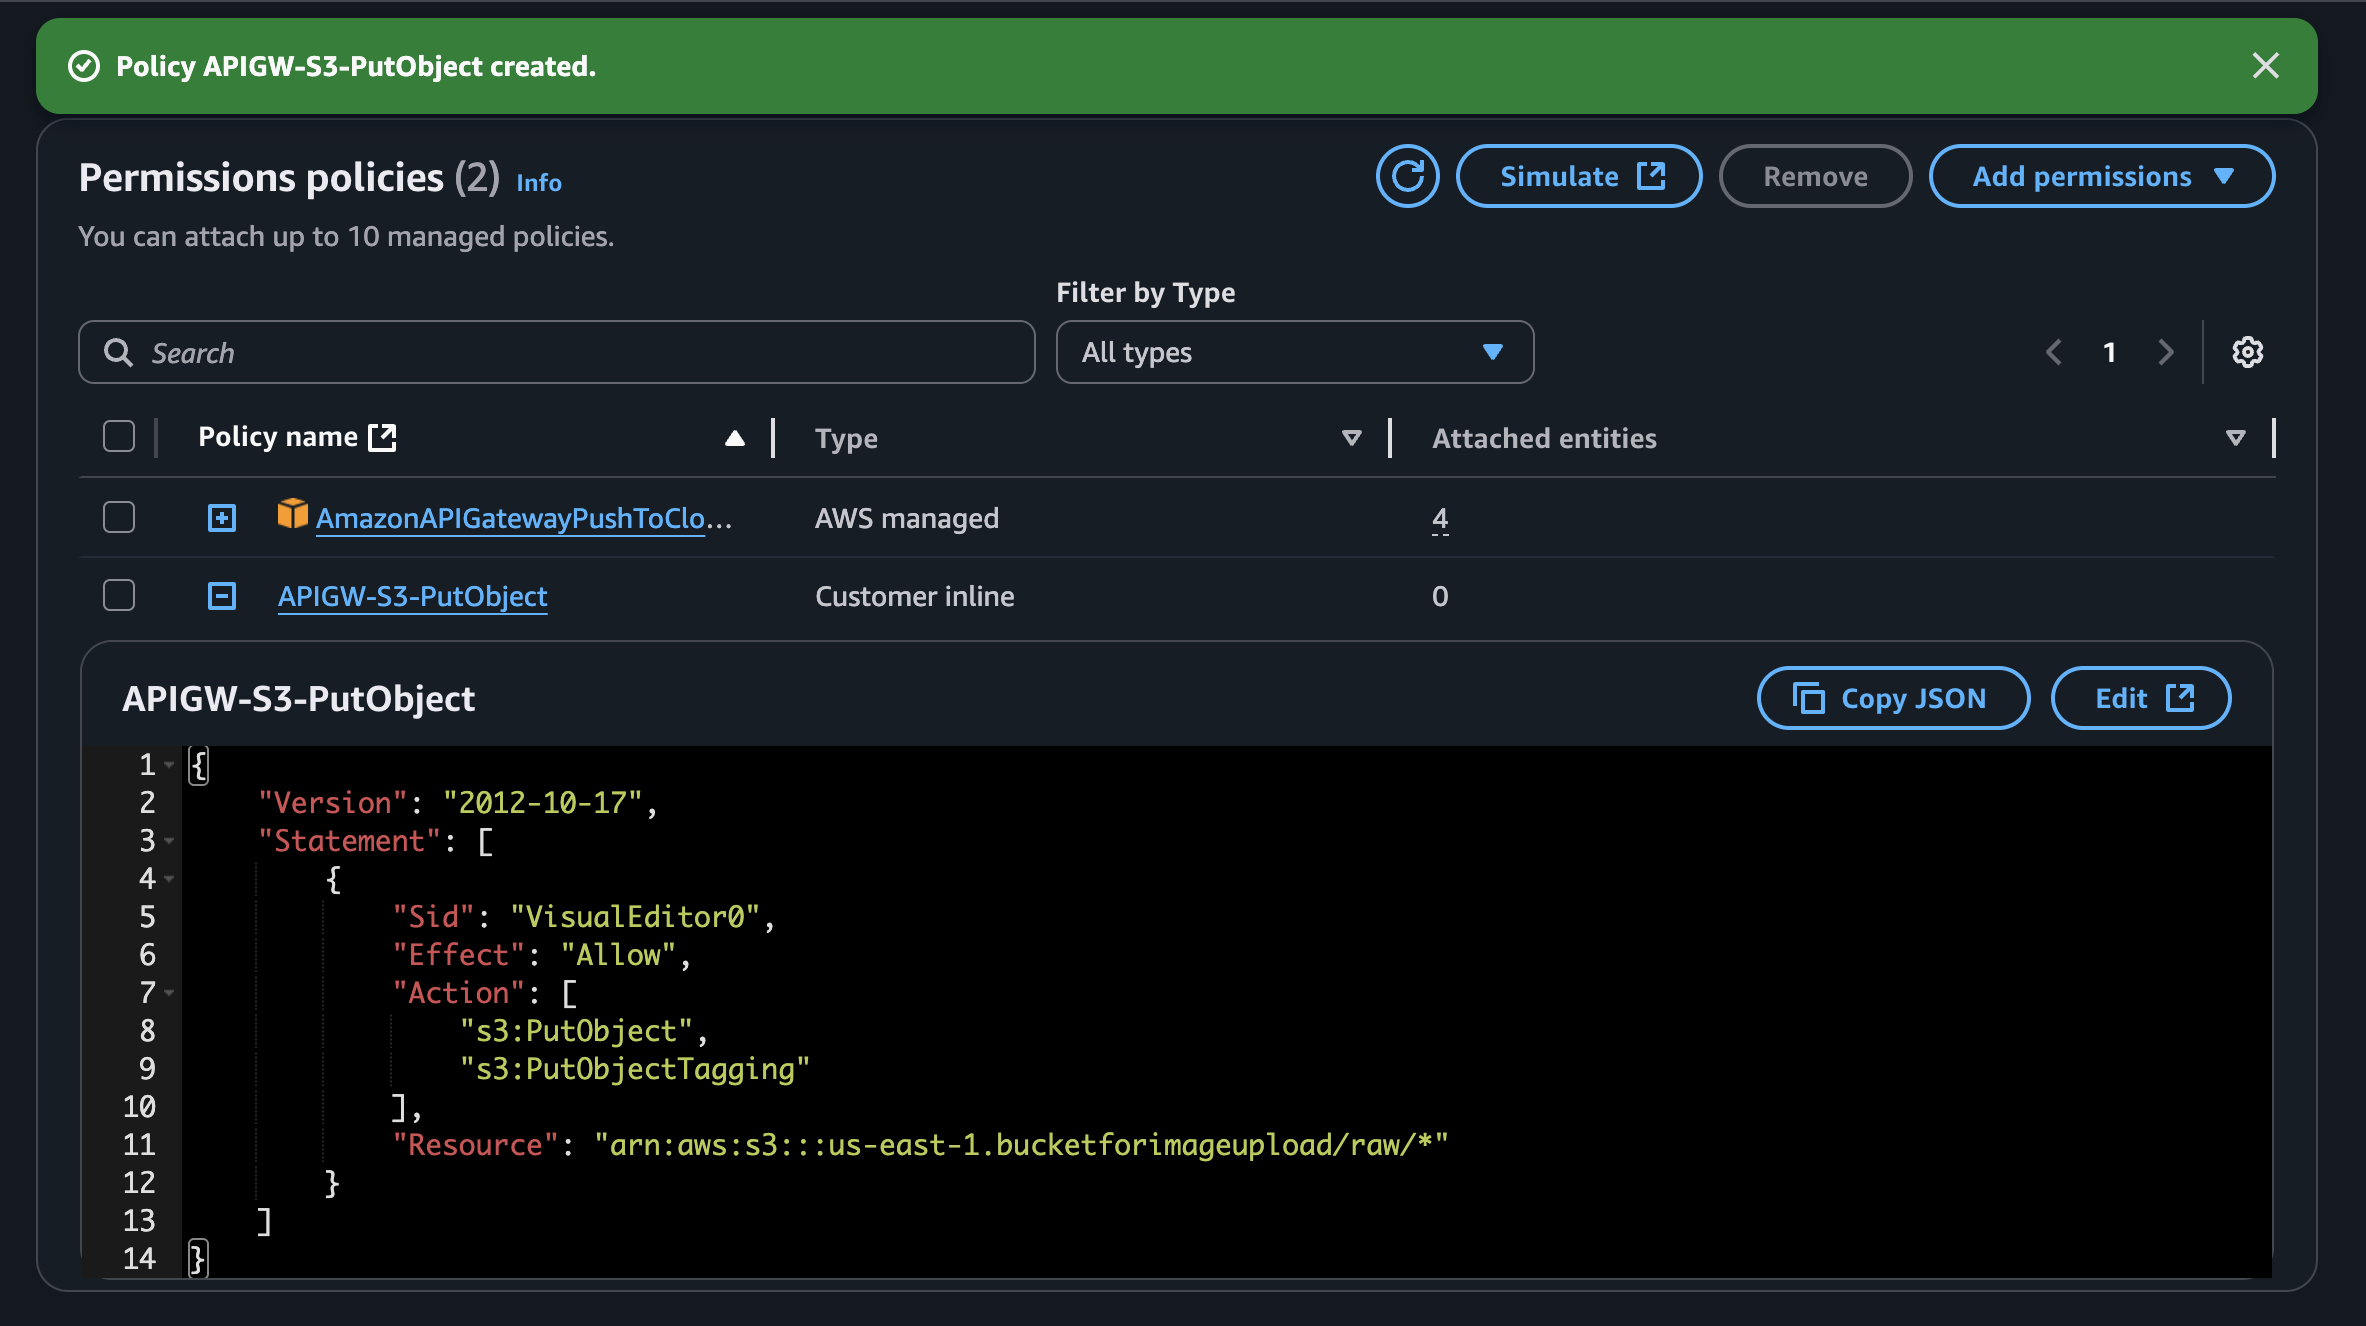 Policy APIGW-S3-PutObject created.
Permissions policies (2) Info
Simulate
Remove
Add permissions
You can attach up to 10 managed policies.
Filter by Type
Search
All types
1
Policy name
Type
Attached entities
AmazonAPIGatewayPushToClo...
AWS managed
4
APIGW-S3-PutObject
Customer inline
0
APIGW-S3-PutObject
Copy JSON
Edit
1 {
2 "Version": "2012-10-17",
3 "Statement": [
4 {
5 "Sid": "VisualEditor0",
6 "Effect": "Allow",
7 "Action": [
8 "s3:PutObject",
9 "s3:PutObjectTagging"
10 ],
11 "Resource": "arn:aws:s3:::us-east-1.bucketforimageupload/raw/*"
12 }
13 ]
14 }